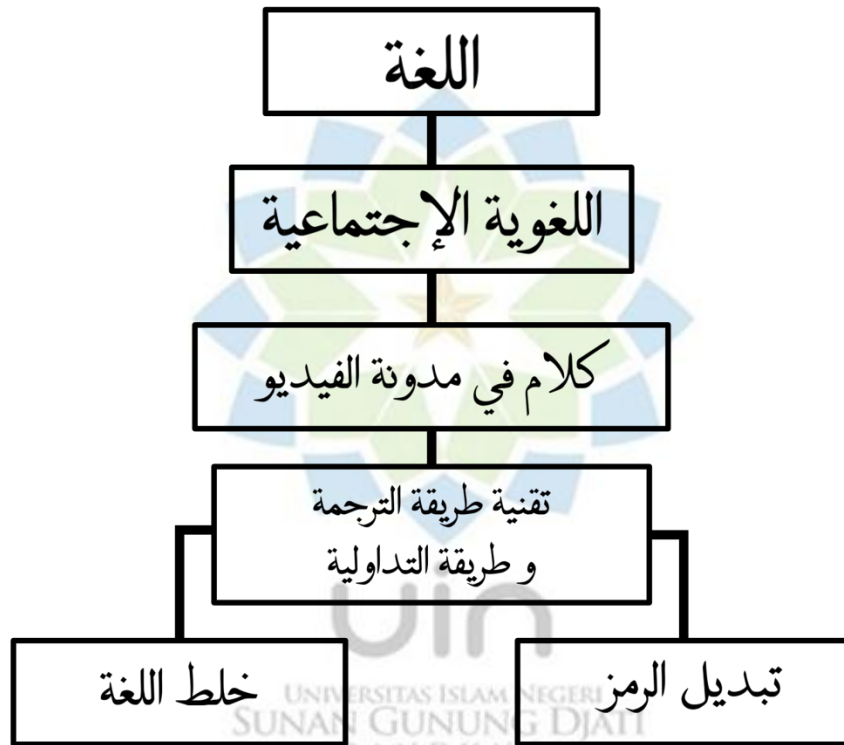 اللغة
اللغوية الإجتماعية
كلام في مدونة الفيديو
تقنية طريقة الترجمة
و طريقة التداولية
تبديل الرمز
خلط اللغة
uin
UNIVERSITAS ISLAM NEGERI
SUNAN GUNUNG DJATI